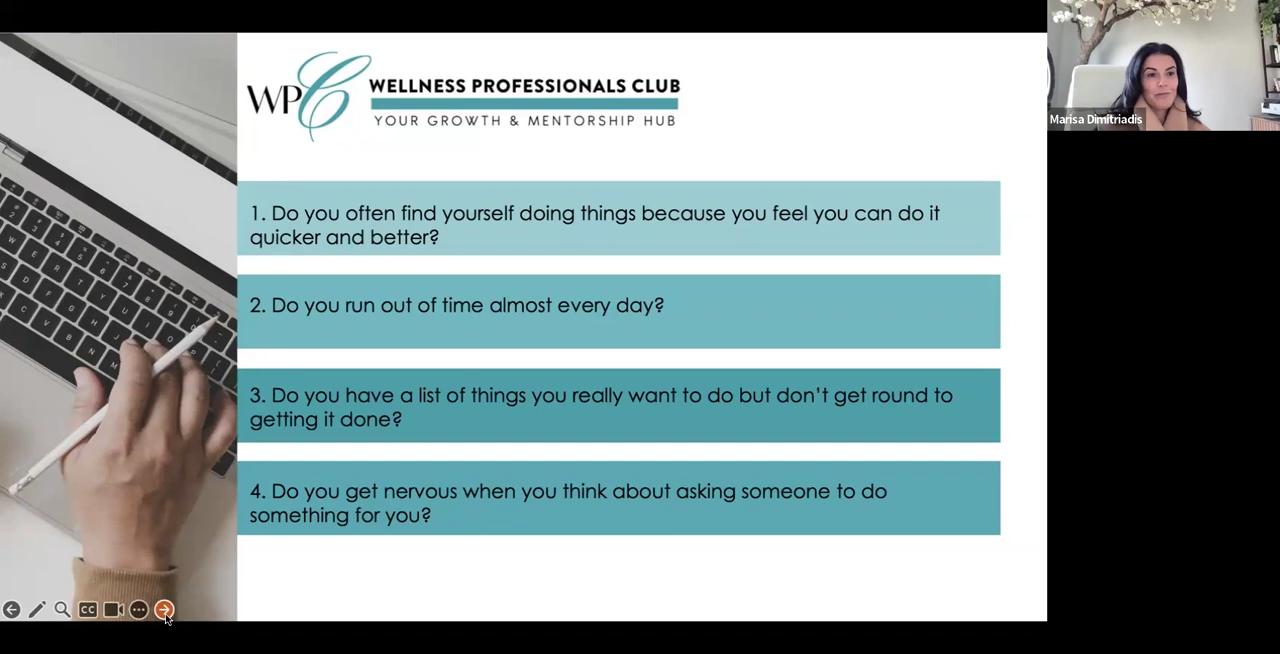 WPC WELLNESS PROFESSIONALS CLUB
YOUR GROWTH & MENTORSHIP HUB
Marisa Dimitriadis
1. Do you often find yourself doing things because you feel you can do it
quicker and better?
2. Do you run out of time almost every day?
3. Do you have a list of things you really want to do but don’t get round to
getting it done?
4. Do you get nervous when you think about asking someone to do
something for you?
CC